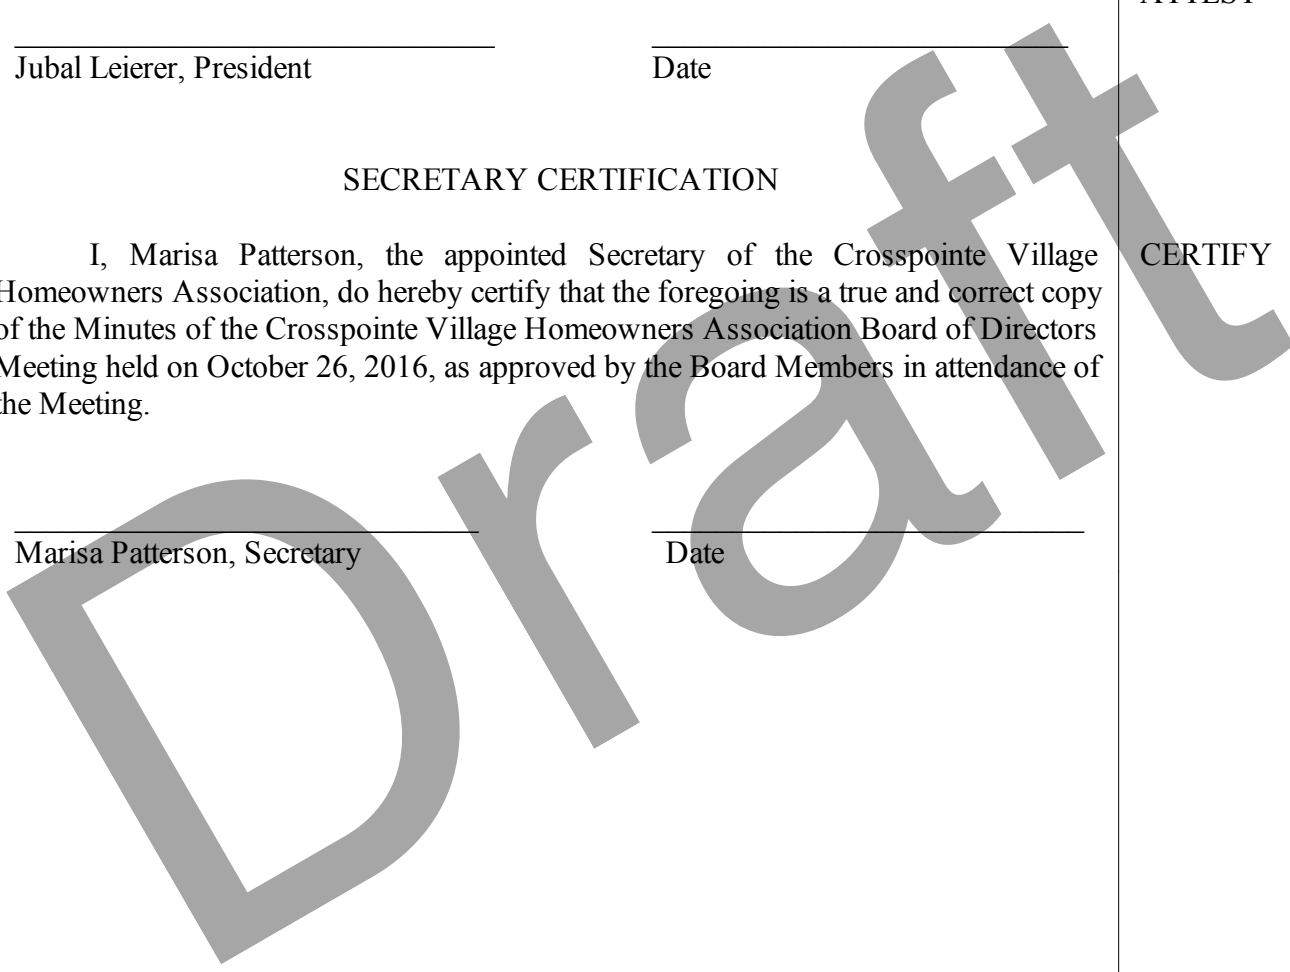 ATTEST
Jubal Leierer, President Date
SECRETARY CERTIFICATION
I, Marisa Patterson, the appointed Secretary of the Crosspointe Village CERTIFY
Homeowners Association, do hereby certify that the foregoing is a true and correct copy
of the Minutes of the Crosspointe Village Homeowners Association Board of Directors
Meeting held on October 26, 2016, as approved by the Board Members in attendance of
the Meeting.
Marisa Patterson, Secretary Date
Draft